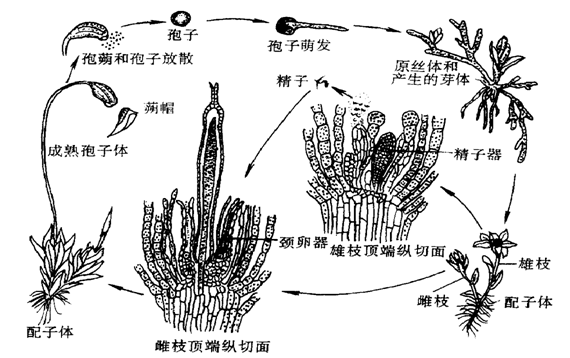 孢蒴和孢子放散
孢子
孢子萌发
原丝体和
产生的芽体
精子
蒴帽
成熟孢子体
精子器
颈卵器
雄枝顶端纵切面
雄枝
雌枝
配子体
配子体
雌枝顶端纵切面